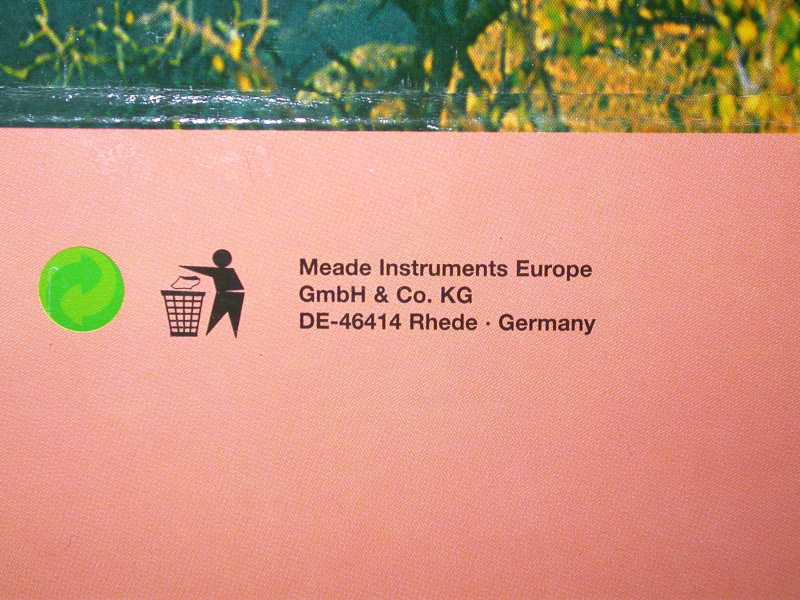 Meade Instruments Europe
GmbH & Co. KG
DE-46414 Rhede · Germany